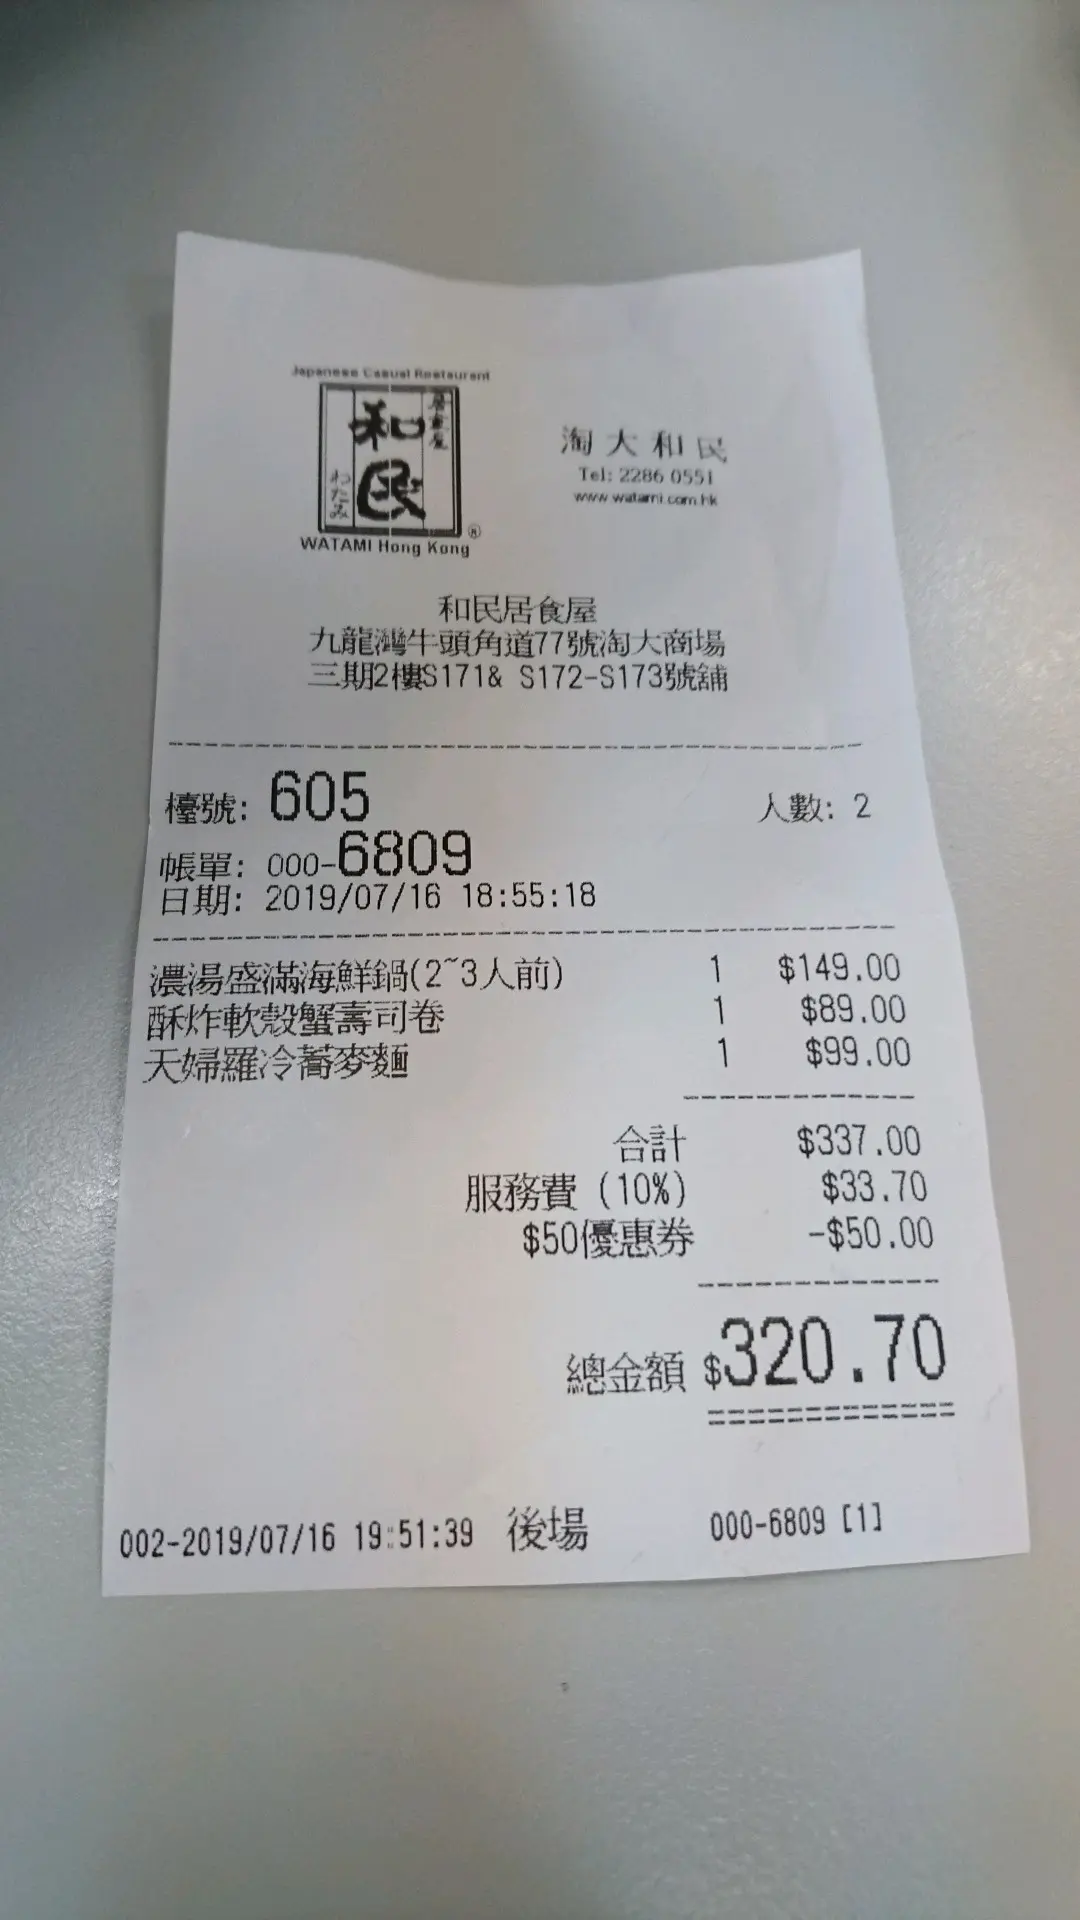 Japanese Casual Restaurant
居食屋
和民
わたみ
®
WATAMI Hong Kong
淘大和民
Tel: 2286 0551
www.watami.com.hk
和民居食屋
九龍灣牛頭角道77號淘大商場
三期2樓S171& S172-S173號舖
檯號: 605 人數: 2
帳單: 000-6809
日期: 2019/07/16 18:55:18
濃湯盛滿海鮮鍋(2~3人前) 1 $149.00
酥炸軟殼蟹壽司卷 1 $89.00
天婦羅冷蕎麥麵 1 $99.00
合計 $337.00
服務費 (10%) $33.70
$50優惠券 -$50.00
總金額 $320.70
002-2019/07/16 19:51:39 後場 000-6809 [1]